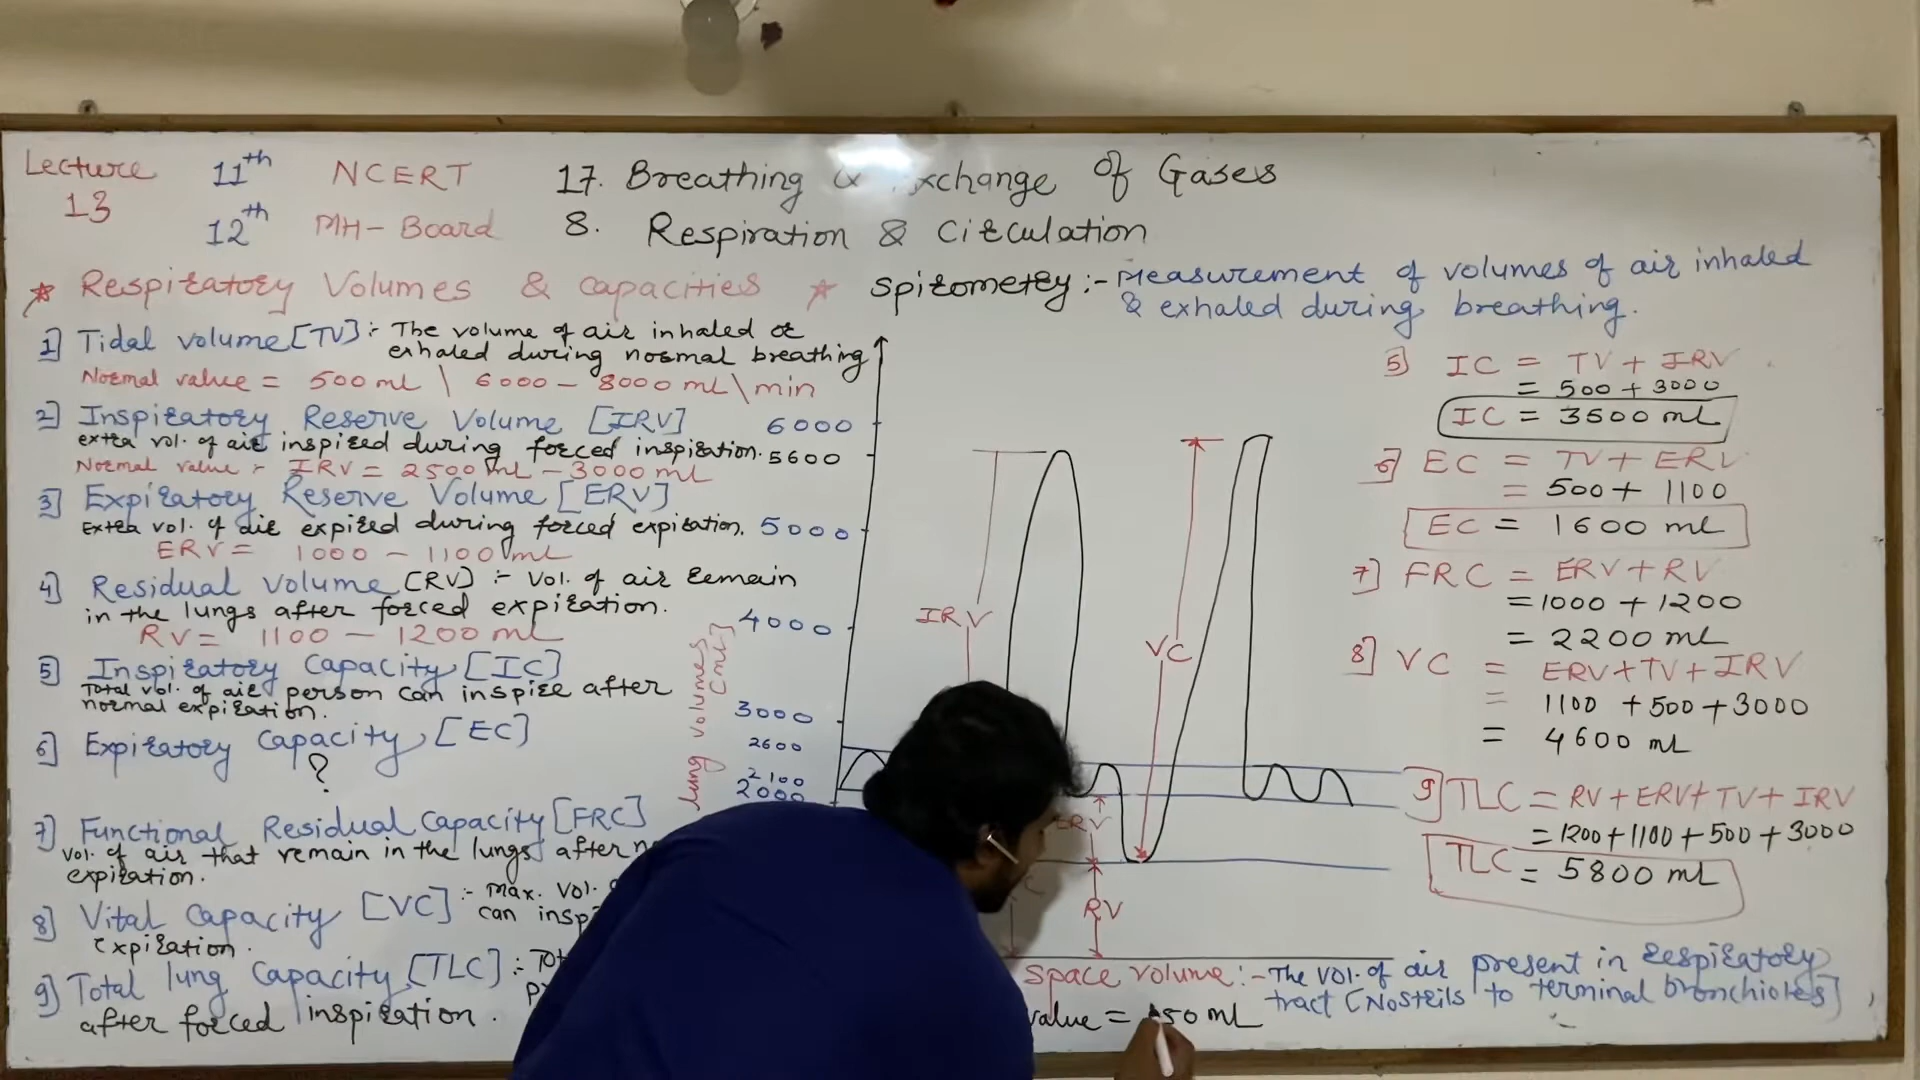 Lecture 13
11th NCERT 17. Breathing & xchange of Gases
12th MH-Board 8. Respiration & Circulation
* Respiratory Volumes & capacities *
Spirometry :- Measurement of volumes of air inhaled
& exhaled during breathing.
1] Tidal volume [TV] :- The volume of air inhaled or
exhaled during normal breathing
Normal value = 500 ml \ 6000 - 8000 mL\min
2] Inspiratory Reserve Volume [IRV]
extra vol. of air inspired during forced inspiration.
Normal value :- IRV = 2500 mL - 3000 mL
3] Expiratory Reserve Volume [ERV]
Extra vol. of air expired during forced expiration.
ERV = 1000 - 1100 mL
4] Residual Volume [RV] :- Vol. of air remain
in the lungs after forced expiration.
RV = 1100 - 1200 mL
5] Inspiratory Capacity [IC]
Total vol. of air person can inspire after
normal expiration.
6] Expiratory Capacity [EC]
?
7] Functional Residual Capacity [FRC]
Vol. of air that remain in the lungs after n
expiration.
8] Vital Capacity [VC] :- Max. Vol.
can insp
expiration.
9] Total lung Capacity [TLC] :- Tot
after forced inspiration.
6000
5600
5000
4000
3000
2600
2100
2000
lung volumes (mL)
IRV
VC
ERV
RV
5] IC = TV + IRV
= 500 + 3000
IC = 3500 mL
6] EC = TV + ERV
= 500 + 1100
EC = 1600 mL
7] FRC = ERV + RV
= 1000 + 1200
= 2200 mL
8] VC = ERV + TV + IRV
= 1100 + 500 + 3000
= 4600 mL
9] TLC = RV + ERV + TV + IRV
= 1200 + 1100 + 500 + 3000
TLC = 5800 mL
Space volume :- The vol. of air present in respiratory
tract [Nostrils to terminal bronchioles]
value = 150 mL